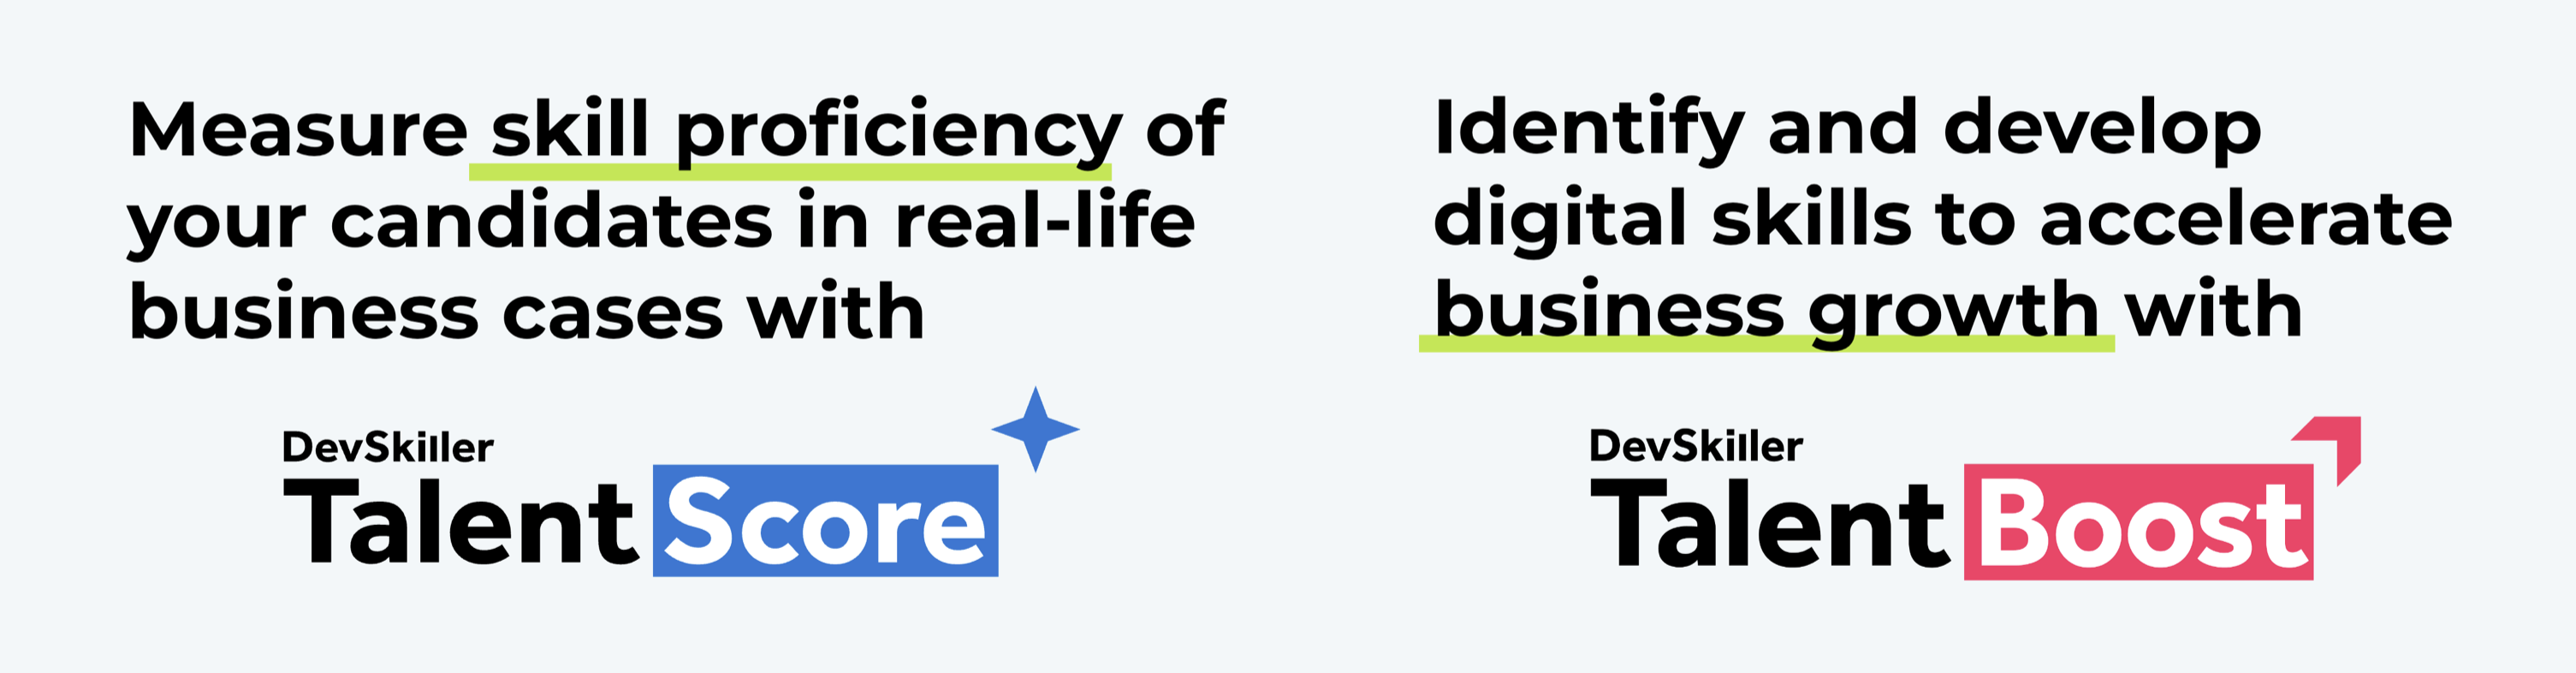 Measure skill proficiency of
your candidates in real-life
business cases with
DevSkiller
Talent Score
Identify and develop
digital skills to accelerate
business growth with
DevSkiller
Talent Boost